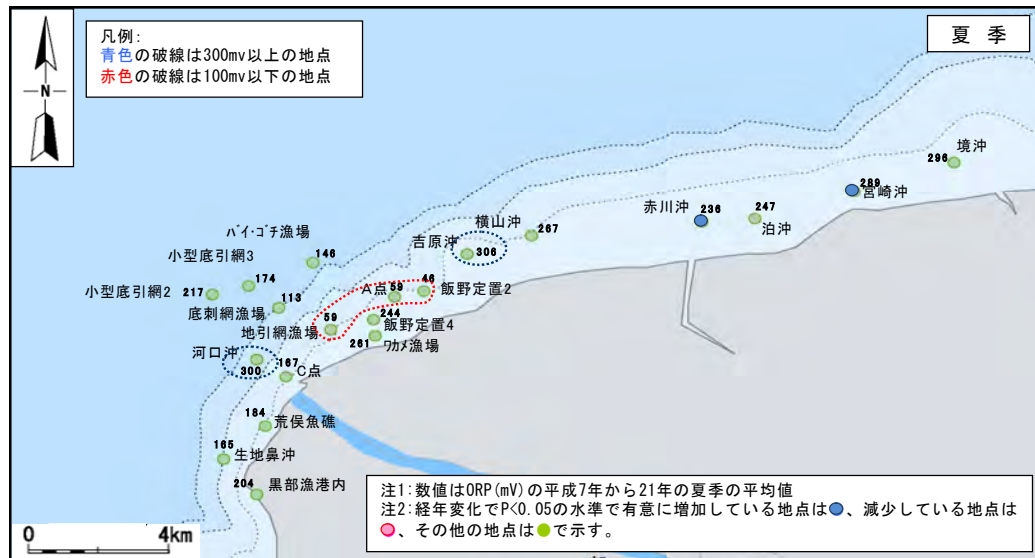 凡例:
青色の破線は300mv以上の地点
赤色の破線は100mv以下の地点
夏 季
N
境沖
296
289
宮崎沖
赤川沖
236
247
泊沖
横山沖
267
吉原沖
306
バイ・ゴチ漁場
146
小型底引網3
174
小型底引網2
217
113
底刺網漁場
A点
59
46
飯野定置2
地引網漁場
59
244
飯野定置4
261
ワカメ漁場
河口沖
300
167
C点
184
荒俣魚礁
165
生地鼻沖
204
黒部漁港内
0 4km
注1:数値はORP(mV)の平成7年から21年の夏季の平均値
注2:経年変化でP<0.05の水準で有意に増加している地点は●、減少している地点は
●、その他の地点は●で示す。